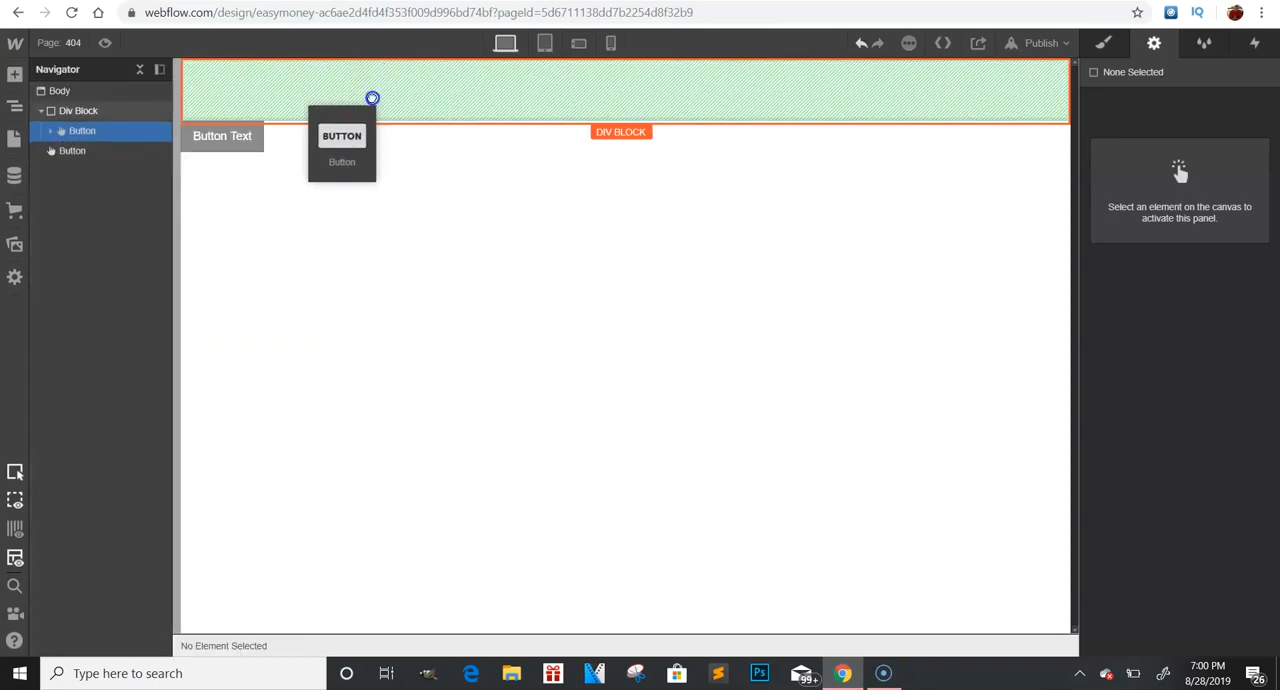 webflow.com/design/easymoney-ac6ae2d4fd4f353f009d996bd74bf?pageId=5d6711138dd7b2254d8f32b9
IQ
W
Page: 404
Publish
Navigator
None Selected
Body
Div Block
Button
Button
Button Text
BUTTON
Button
DIV BLOCK
Select an element on the canvas to
activate this panel.
No Element Selected
Type here to search
Ps
99+
7:00 PM
8/28/2019
26